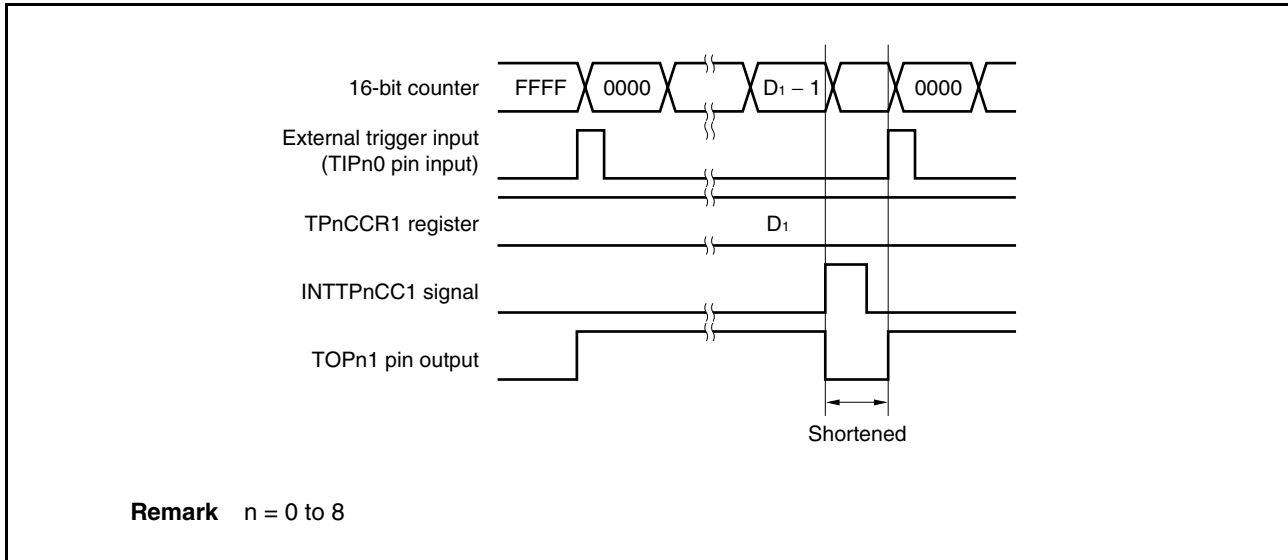 16-bit counter FFFF 0000 D₁ − 1 0000
External trigger input
(TIPn0 pin input)
TPnCCR1 register D₁
INTTPnCC1 signal
TOPn1 pin output
Shortened
Remark n = 0 to 8